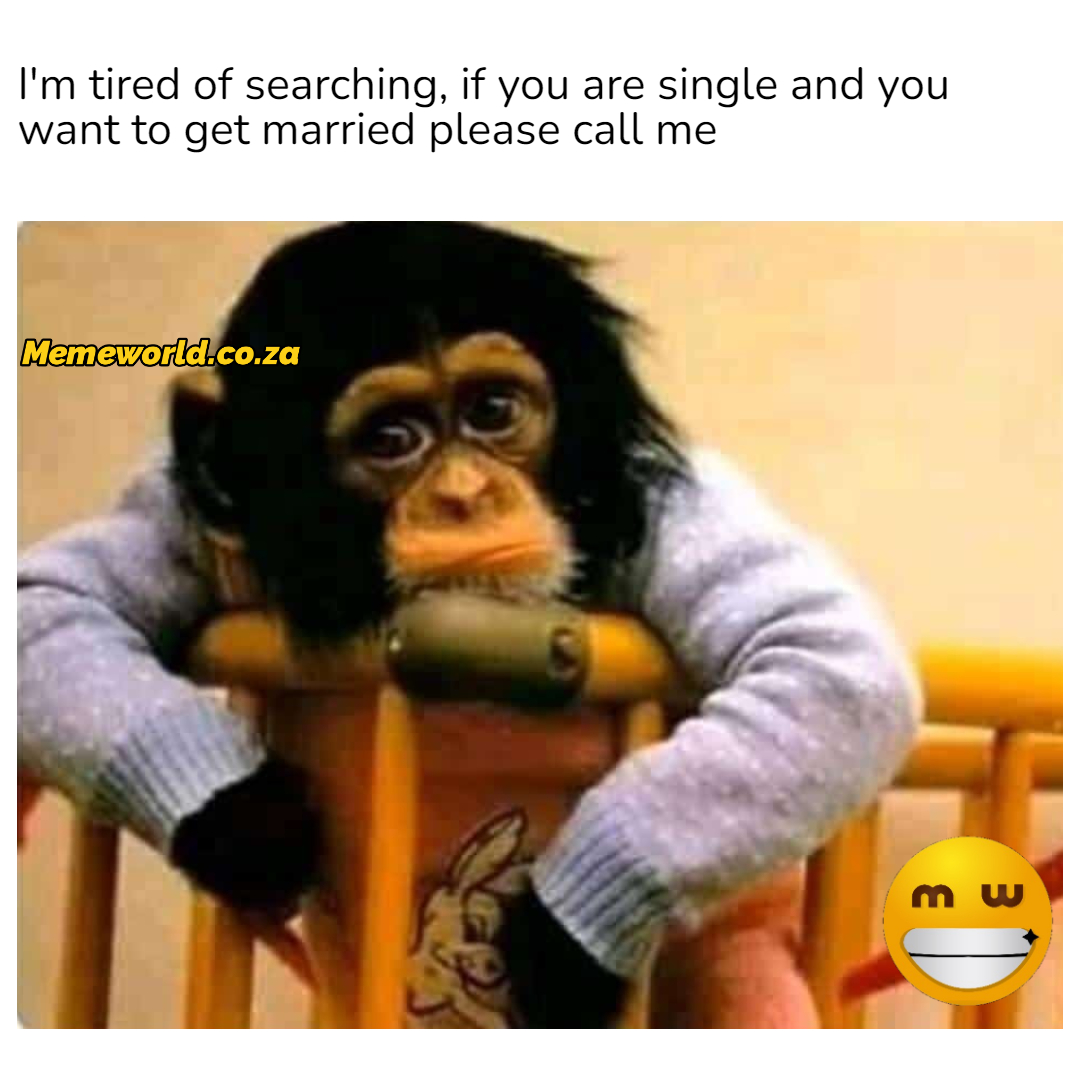 I'm tired of searching, if you are single and you
want to get married please call me
Memeworld.co.za
m w